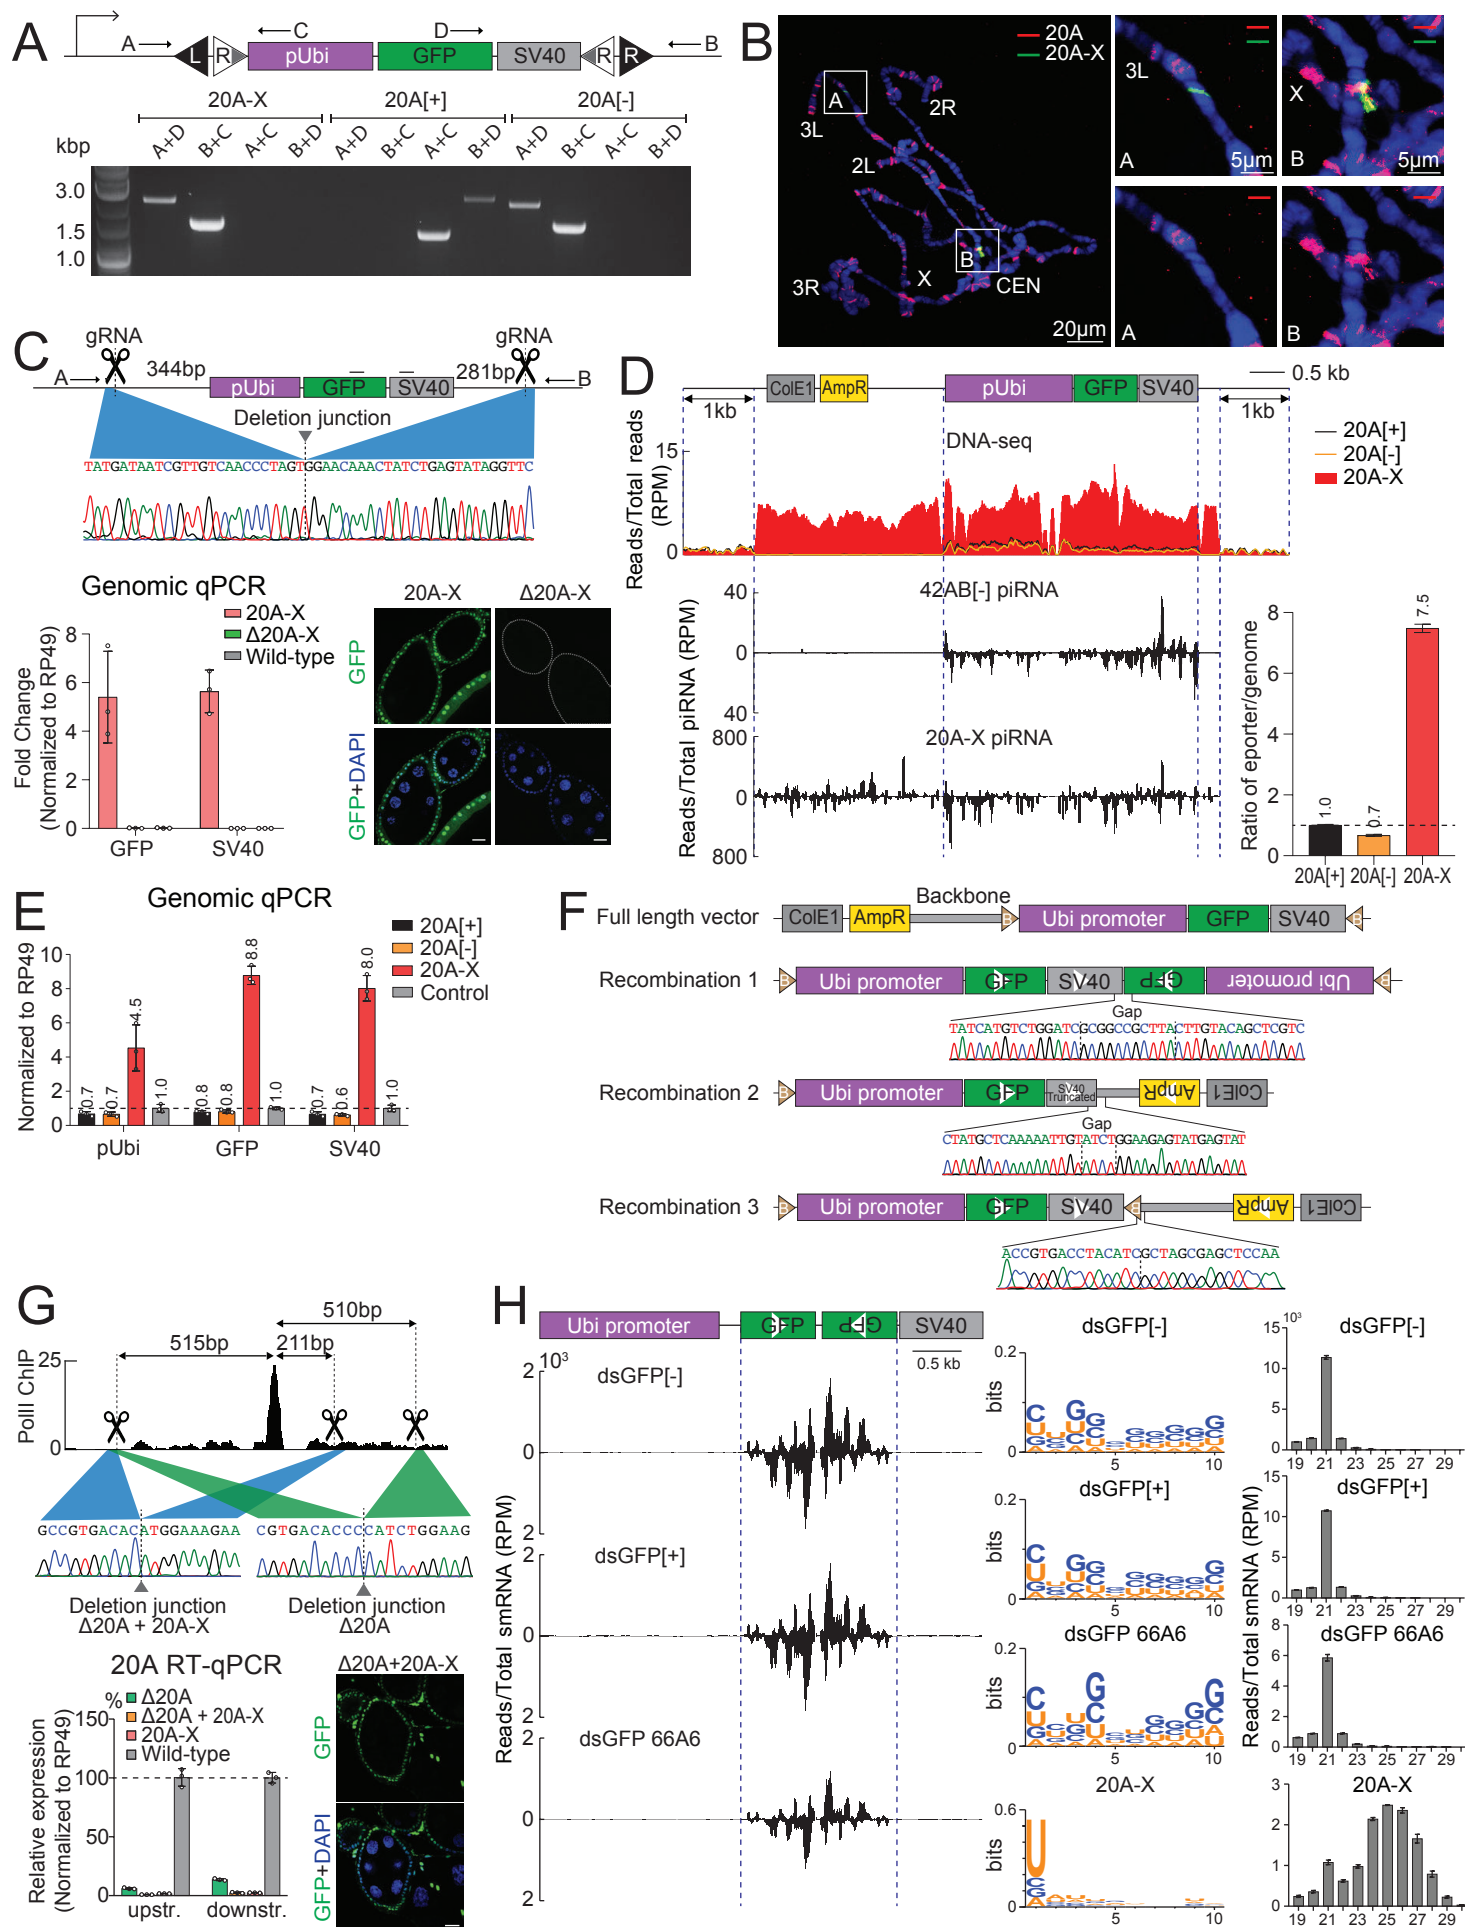 A
A
C
D
B
L
R
pUbi
GFP
SV40
R
R
20A-X
20A[+]
20A[-]
kbp
A+D
B+C
A+C
B+D
A+D
B+C
A+C
B+D
A+D
B+C
A+C
B+D
3.0
1.5
1.0
B
20A
20A-X
A
3L
2R
2L
B
3R
X
CEN
20μm
3L
A
5μm
X
B
5μm
A
B
C
gRNA
gRNA
344bp
281bp
A
B
pUbi
GFP
SV40
Deletion junction
TATGATAATCGTTGTCAACCCTAGTGGAACAAACTATCTGAGTATAGGTTC
Genomic qPCR
20A-X
Δ20A-X
Wild-type
Fold Change
(Normalized to RP49)
8
6
4
2
0
GFP
SV40
20A-X
Δ20A-X
GFP
GFP+DAPI
D
0.5 kb
ColE1
AmpR
pUbi
GFP
SV40
1kb
1kb
DNA-seq
20A[+]
20A[-]
20A-X
Reads/Total reads
(RPM)
15
0
42AB[-] piRNA
40
0
40
20A-X piRNA
800
0
800
Reads/Total piRNA (RPM)
Ratio of eporter/genome
8
6
4
2
0
1.0
0.7
7.5
20A[+]
20A[-]
20A-X
E
Genomic qPCR
20A[+]
20A[-]
20A-X
Control
Normalized to RP49
10
8
6
4
2
0
0.7
0.7
4.5
1.0
0.8
0.8
8.8
1.0
0.7
0.6
8.0
1.0
pUbi
GFP
SV40
F
Full length vector
ColE1
AmpR
Backbone
B
Ubi promoter
GFP
SV40
B
Recombination 1
B
Ubi promoter
GFP
SV40
GFP
Ubi promoter
B
Gap
TATCATGTCTGGATCGCGGCCGCTTACTTGTACAGCTCGTC
Recombination 2
B
Ubi promoter
GFP
SV40
Truncated
AmpR
ColE1
Gap
CTATGCTCAAAAATTGTATCTGGAAGAGTATGAGTAT
Recombination 3
B
Ubi promoter
GFP
SV40
B
AmpR
ColE1
ACCGTGACCTACATCGCTAGCGAGCTCCAA
G
510bp
515bp
211bp
PolII ChIP
25
0
GCCGTGACACATGGAAAGAA
CGTGACACCCCATCTGGAAG
Deletion junction
Δ20A + 20A-X
Deletion junction
Δ20A
20A RT-qPCR
Δ20A
Δ20A + 20A-X
20A-X
Wild-type
%
150
100
50
0
Relative expression
(Normalized to RP49)
upstr.
downstr.
Δ20A+20A-X
GFP
GFP+DAPI
H
Ubi promoter
GFP
GFP
SV40
0.5 kb
Reads/Total smRNA (RPM)
10³
2
dsGFP[-]
0
2
2
dsGFP[+]
0
2
2
dsGFP 66A6
0
2
dsGFP[-]
0.2
bits
0
5
10
dsGFP[+]
0.2
bits
0
5
10
dsGFP 66A6
0.2
bits
0
5
10
20A-X
0.6
bits
0
5
10
Reads/Total smRNA (RPM)
10³
15
10
5
0
dsGFP[-]
19 21 23 25 27 29
15
10
5
0
dsGFP[+]
19 21 23 25 27 29
8
6
4
2
0
dsGFP 66A6
19 21 23 25 27 29
3
2
1
0
20A-X
19 21 23 25 27 29